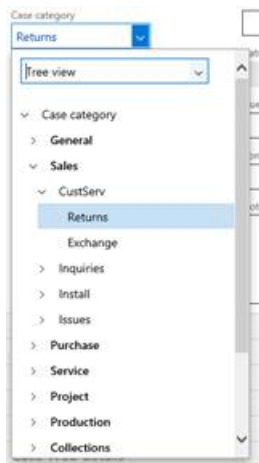 Case category
Returns
Tree view
Case category
General
Sales
CustServ
Returns
Exchange
Inquiries
Install
Issues
Purchase
Service
Project
Production
Collections